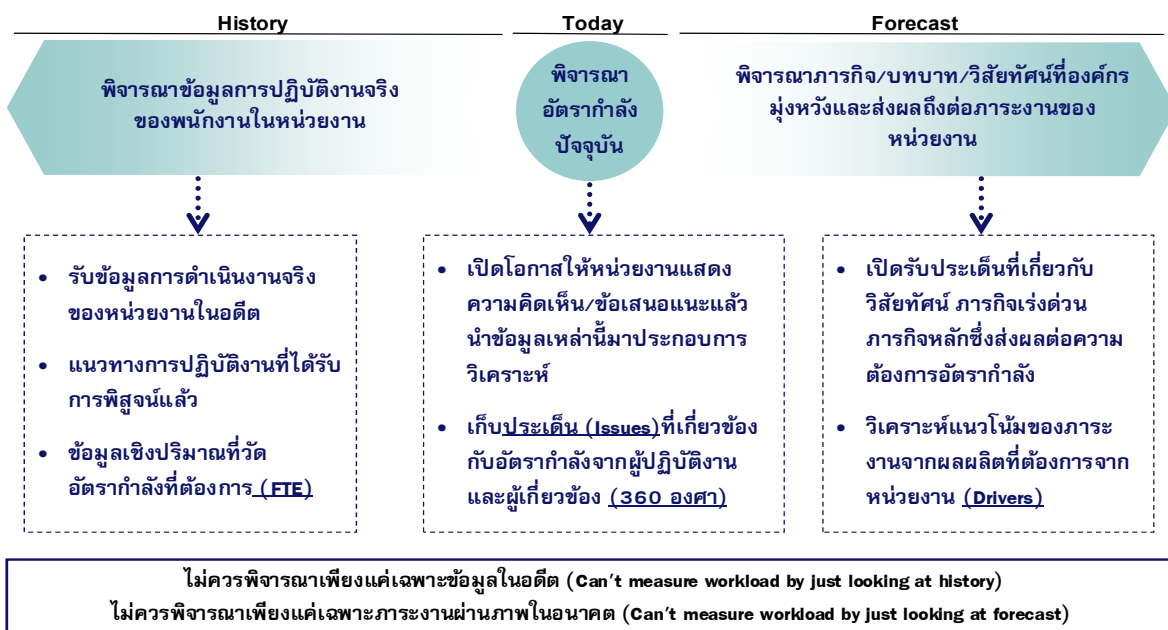 History
Today
Forecast
พิจารณาข้อมูลการปฏิบัติงานจริง
ของพนักงานในหน่วยงาน
พิจารณา
อัตรากำลัง
ปัจจุบัน
พิจารณาภารกิจ/บทบาท/วิสัยทัศน์ที่องค์กร
มุ่งหวังและส่งผลถึงต่อภาระงานของ
หน่วยงาน
• รับข้อมูลการดำเนินงานจริง
ของหน่วยงานในอดีต
• แนวทางการปฏิบัติงานที่ได้รับ
การพิสูจน์แล้ว
• ข้อมูลเชิงปริมาณที่วัด
อัตรากำลังที่ต้องการ (FTE)
• เปิดโอกาสให้หน่วยงานแสดง
ความคิดเห็น/ข้อเสนอแนะแล้ว
นำข้อมูลเหล่านี้มาประกอบการ
วิเคราะห์
• เก็บประเด็น (Issues)ที่เกี่ยวข้อง
กับอัตรากำลังจากผู้ปฏิบัติงาน
และผู้เกี่ยวข้อง (360 องศา)
• เปิดรับประเด็นที่เกี่ยวกับ
วิสัยทัศน์ ภารกิจเร่งด่วน
ภารกิจหลักซึ่งส่งผลต่อความ
ต้องการอัตรากำลัง
• วิเคราะห์แนวโน้มของภาระ
งานจากผลผลิตที่ต้องการจาก
หน่วยงาน (Drivers)
ไม่ควรพิจารณาเพียงแค่เฉพาะข้อมูลในอดีต (Can't measure workload by just looking at history)
ไม่ควรพิจารณาเพียงแค่เฉพาะภาระงานผ่านภาพในอนาคต (Can't measure workload by just looking at forecast)